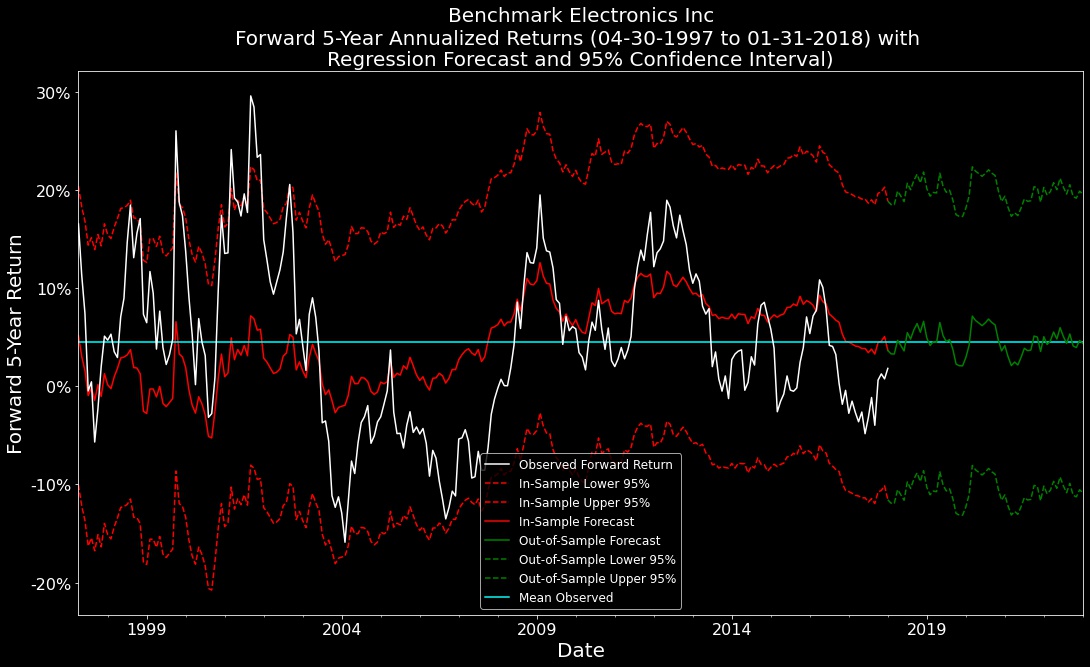 Benchmark Electronics Inc
Forward 5-Year Annualized Returns (04-30-1997 to 01-31-2018) with
Regression Forecast and 95% Confidence Interval)
Forward 5-Year Return
30%
20%
10%
0%
-10%
-20%
Observed Forward Return
In-Sample Lower 95%
In-Sample Upper 95%
In-Sample Forecast
Out-of-Sample Forecast
Out-of-Sample Lower 95%
Out-of-Sample Upper 95%
Mean Observed
1999
2004
2009
2014
2019
Date